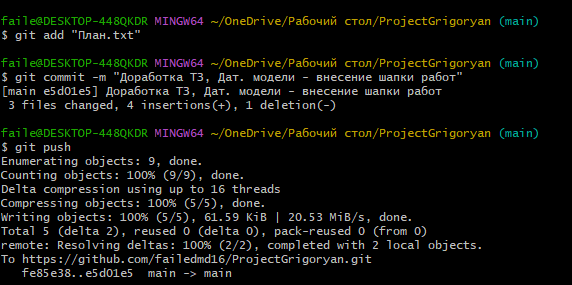 faile@DESKTOP-448QKDR MINGW64 ~/OneDrive/Рабочий стол/ProjectGrigoryan (main)
$ git add "План.txt"
faile@DESKTOP-448QKDR MINGW64 ~/OneDrive/Рабочий стол/ProjectGrigoryan (main)
$ git commit -m "Доработка ТЗ, Дат. модели - внесение шапки работ"
[main e5d01e5] Доработка ТЗ, Дат. модели - внесение шапки работ
 3 files changed, 4 insertions(+), 1 deletion(-)
faile@DESKTOP-448QKDR MINGW64 ~/OneDrive/Рабочий стол/ProjectGrigoryan (main)
$ git push
Enumerating objects: 9, done.
Counting objects: 100% (9/9), done.
Delta compression using up to 16 threads
Compressing objects: 100% (5/5), done.
Writing objects: 100% (5/5), 61.59 KiB | 20.53 MiB/s, done.
Total 5 (delta 2), reused 0 (delta 0), pack-reused 0 (from 0)
remote: Resolving deltas: 100% (2/2), completed with 2 local objects.
To https://github.com/failedmd16/ProjectGrigoryan.git
   fe85e38..e5d01e5  main -> main